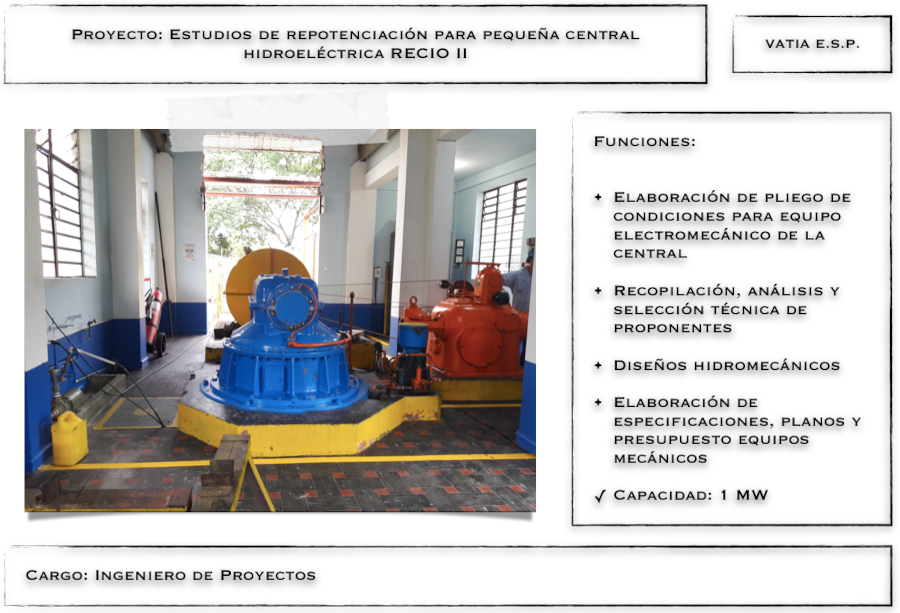 Proyecto: Estudios de repotenciación para pequeña central
hidroeléctrica RECIO II
VATIA E.S.P.
Funciones:
+ Elaboración de pliego de
condiciones para equipo
electromecánico de la
central
+ Recopilación, análisis y
selección técnica de
proponentes
+ Diseños hidromecánicos
+ Elaboración de
especificaciones, planos y
presupuesto equipos
mecánicos
✓ Capacidad: 1 MW
Cargo: Ingeniero de Proyectos